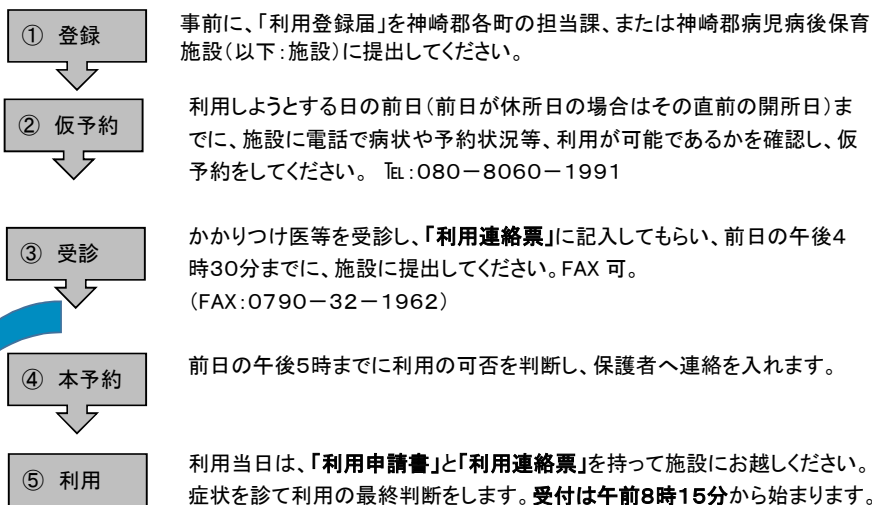 ① 登録
事前に、「利用登録届」を神崎郡各町の担当課、または神崎郡病児病後保育
施設(以下:施設)に提出してください。
② 仮予約
利用しようとする日の前日(前日が休所日の場合はその直前の開所日)ま
でに、施設に電話で病状や予約状況等、利用が可能であるかを確認し、仮
予約をしてください。 ℡:080-8060-1991
③ 受診
かかりつけ医等を受診し、「利用連絡票」に記入してもらい、前日の午後4
時30分までに、施設に提出してください。FAX 可。
(FAX:0790-32-1962)
④ 本予約
前日の午後5時までに利用の可否を判断し、保護者へ連絡を入れます。
⑤ 利用
利用当日は、「利用申請書」と「利用連絡票」を持って施設にお越しください。
症状を診て利用の最終判断をします。受付は午前8時15分から始まります。